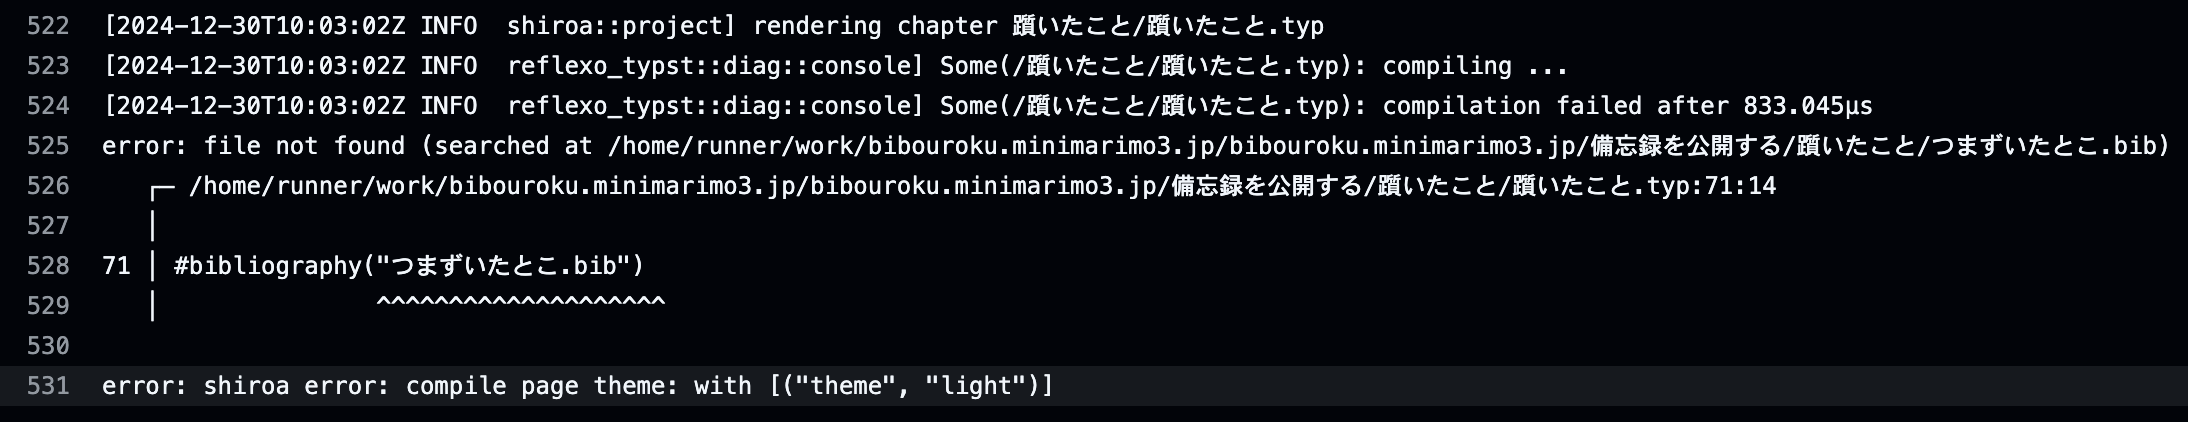 522 [2024-12-30T10:03:02Z INFO  shiroa::project] rendering chapter 躓いたこと/躓いたこと.typ
523 [2024-12-30T10:03:02Z INFO  reflexo_typst::diag::console] Some(/躓いたこと/躓いたこと.typ): compiling ...
524 [2024-12-30T10:03:02Z INFO  reflexo_typst::diag::console] Some(/躓いたこと/躓いたこと.typ): compilation failed after 833.045µs
525 error: file not found (searched at /home/runner/work/bibouroku.minimarimo3.jp/bibouroku.minimarimo3.jp/備忘録を公開する/躓いたこと/つまずいたとこ.bib)
526    ┌─ /home/runner/work/bibouroku.minimarimo3.jp/bibouroku.minimarimo3.jp/備忘録を公開する/躓いたこと/躓いたこと.typ:71:14
527    │
528 71 │ #bibliography("つまずいたとこ.bib")
529    │               ^^^^^^^^^^^^^^^^^^^^
530
531 error: shiroa error: compile page theme: with [("theme", "light")]